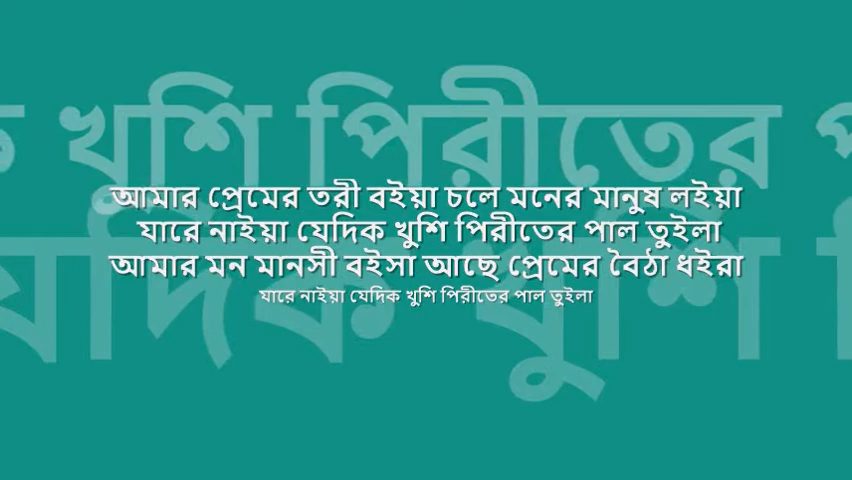 ক খুশি পিরীতের প
আমার প্রেমের তরী বইয়া চলে মনের মানুষ লইয়া
যারে নাইয়া যেদিক খুশি পিরীতের পাল তুইলা
আমার মন মানসী বইসা আছে প্রেমের বৈঠা ধইরা
যারে নাইয়া যেদিক খুশি পিরীতের পাল তুইলা
যেদিক খুশি